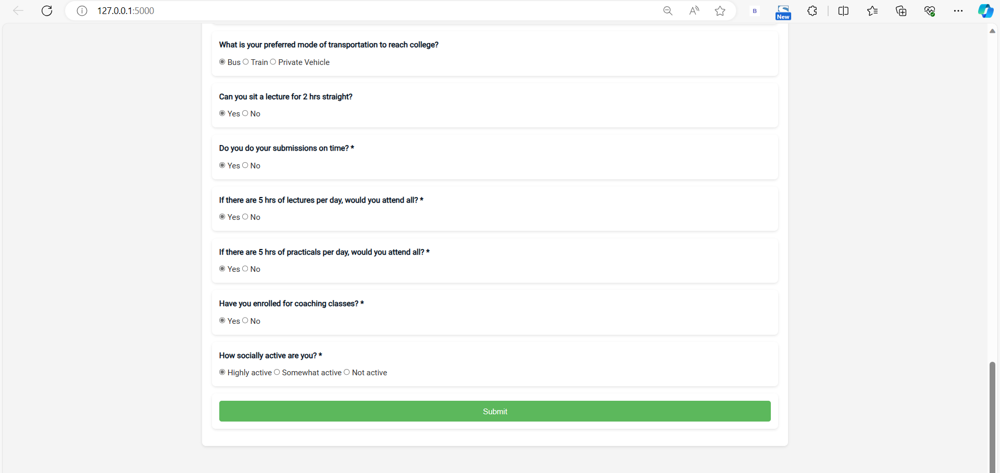 127.0.0.1:5000
B
New
What is your preferred mode of transportation to reach college?
Bus Train Private Vehicle
Can you sit a lecture for 2 hrs straight?
Yes No
Do you do your submissions on time? *
Yes No
If there are 5 hrs of lectures per day, would you attend all? *
Yes No
If there are 5 hrs of practicals per day, would you attend all? *
Yes No
Have you enrolled for coaching classes? *
Yes No
How socially active are you? *
Highly active Somewhat active Not active
Submit